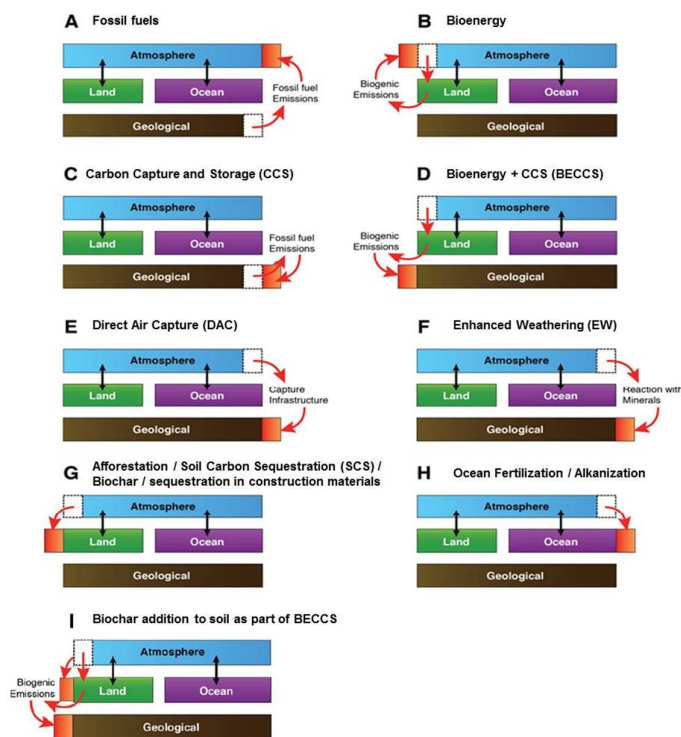 A Fossil fuels
Atmosphere
Land Ocean
Fossil fuel
Emissions
Geological
B Bioenergy
Atmosphere
Biogenic
Emissions
Land Ocean
Geological
C Carbon Capture and Storage (CCS)
Atmosphere
Land Ocean
Fossil fuel
Emissions
Geological
D Bioenergy + CCS (BECCS)
Atmosphere
Biogenic
Emissions
Land Ocean
Geological
E Direct Air Capture (DAC)
Atmosphere
Land Ocean
Capture
Infrastructure
Geological
F Enhanced Weathering (EW)
Atmosphere
Land Ocean
Reaction with
Minerals
Geological
G Afforestation / Soil Carbon Sequestration (SCS) /
Biochar / sequestration in construction materials
Atmosphere
Land Ocean
Geological
H Ocean Fertilization / Alkanization
Atmosphere
Land Ocean
Geological
I Biochar addition to soil as part of BECCS
Atmosphere
Biogenic
Emissions
Land Ocean
Geological